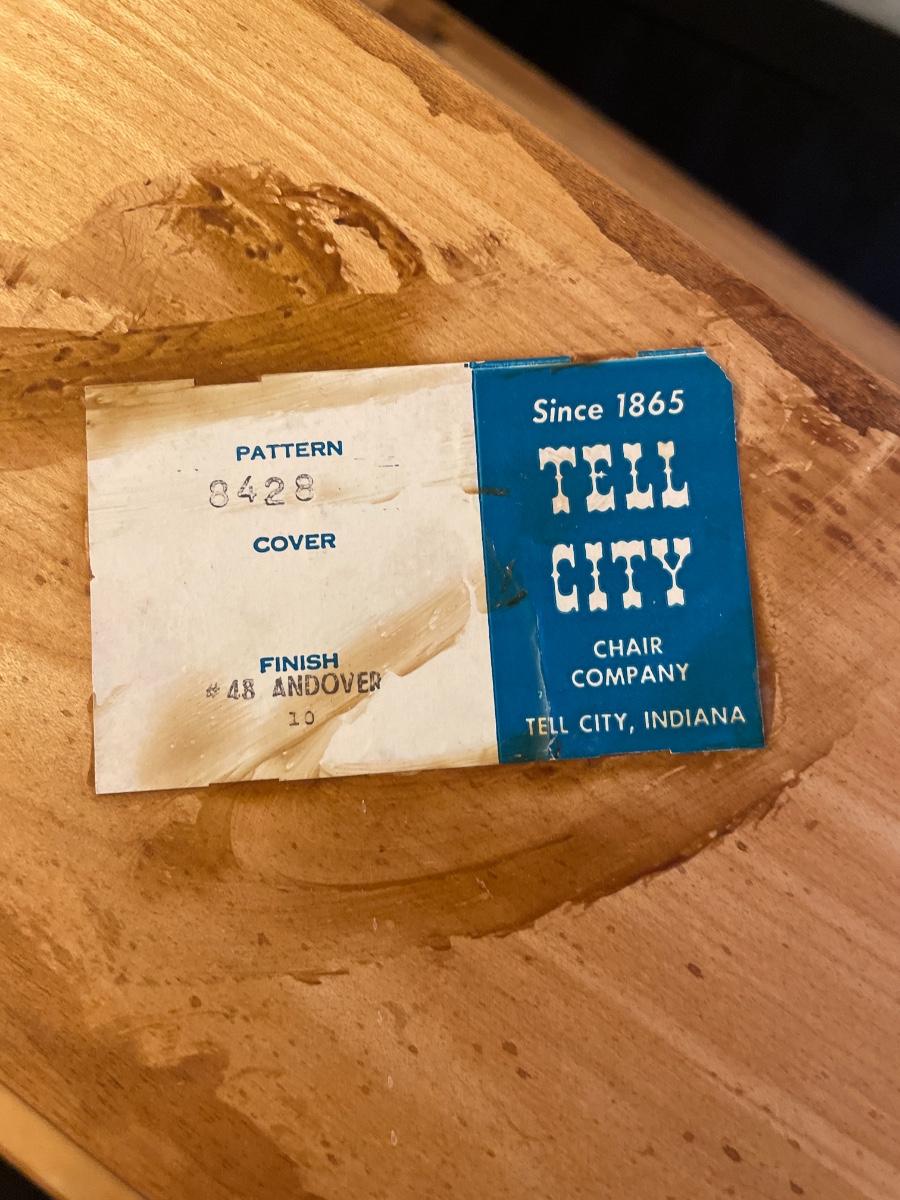 PATTERN
8428
COVER
FINISH
#48 ANDOVER
10
Since 1865
TELL
CITY
CHAIR
COMPANY
TELL CITY, INDIANA